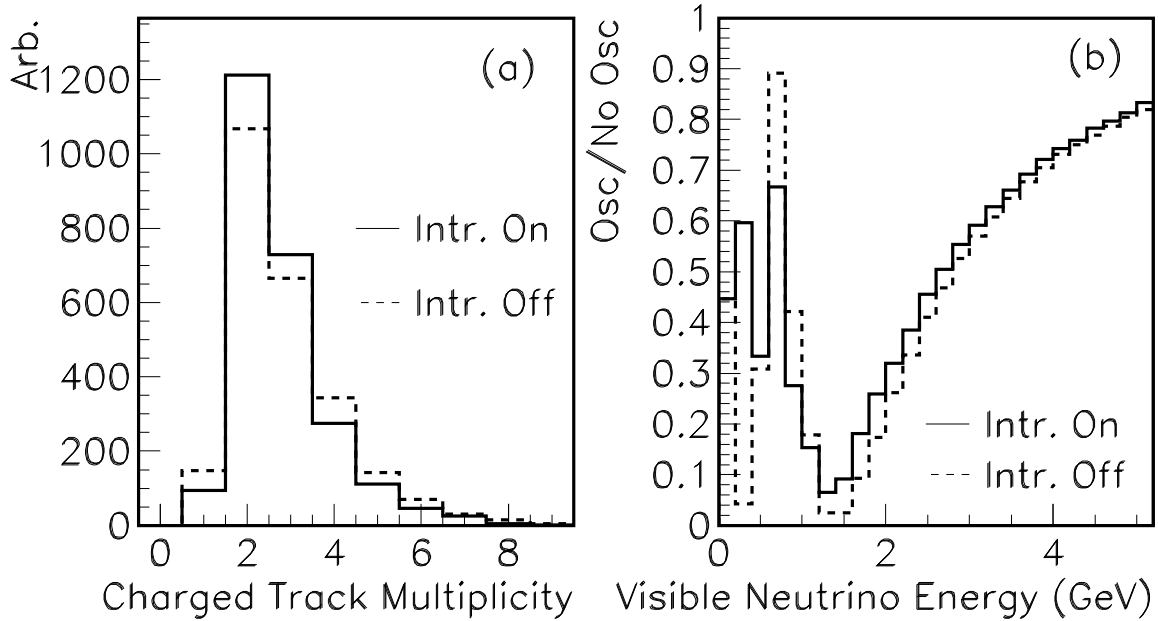 Arb.
(a)
1200
1000
800
600
400
200
0
Intr. On
Intr. Off
0 2 4 6 8
Charged Track Multiplicity
Osc/No Osc
(b)
1
0.9
0.8
0.7
0.6
0.5
0.4
0.3
0.2
0.1
0
Intr. On
Intr. Off
0 2 4
Visible Neutrino Energy (GeV)